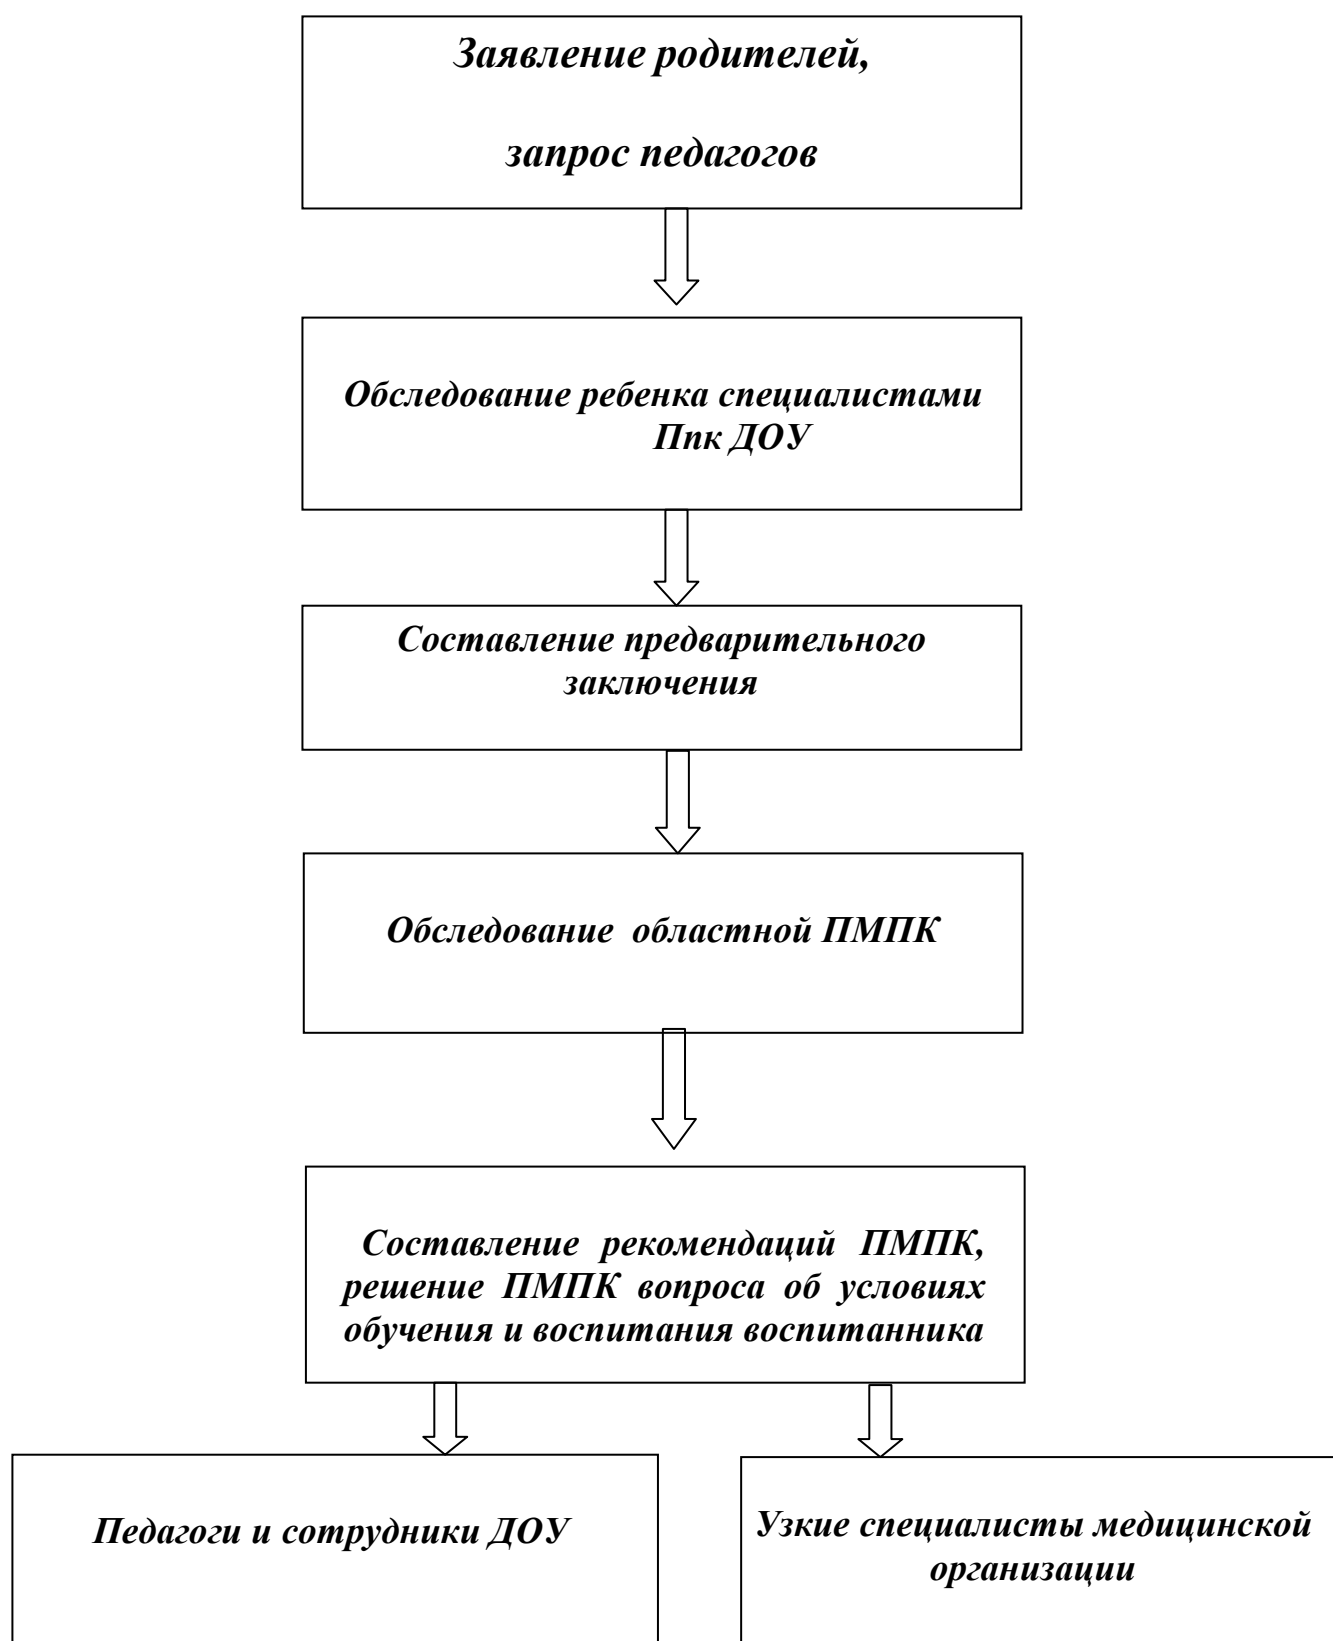 Заявление родителей,
запрос педагогов
Обследование ребенка специалистами
Ппк ДОУ
Составление предварительного
заключения
Обследование областной ПМПК
Составление рекомендаций ПМПК,
решение ПМПК вопроса об условиях
обучения и воспитания воспитанника
Педагоги и сотрудники ДОУ
Узкие специалисты медицинской
организации